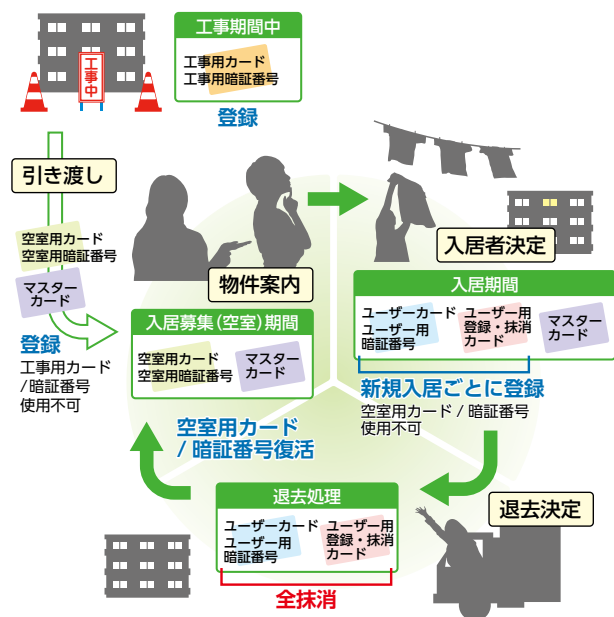 工事期間中
工事用カード
工事用暗証番号
登録
工事中
引き渡し
空室用カード
空室用暗証番号
マスター
カード
登録
工事用カード
/暗証番号
使用不可
物件案内
入居募集(空室)期間
空室用カード
空室用暗証番号
マスター
カード
入居者決定
入居期間
ユーザーカード
ユーザー用
暗証番号
ユーザー用
登録・抹消
カード
マスター
カード
新規入居ごとに登録
空室用カード / 暗証番号
使用不可
退去決定
退去処理
ユーザーカード
ユーザー用
暗証番号
ユーザー用
登録・抹消
カード
全抹消
空室用カード
/ 暗証番号復活